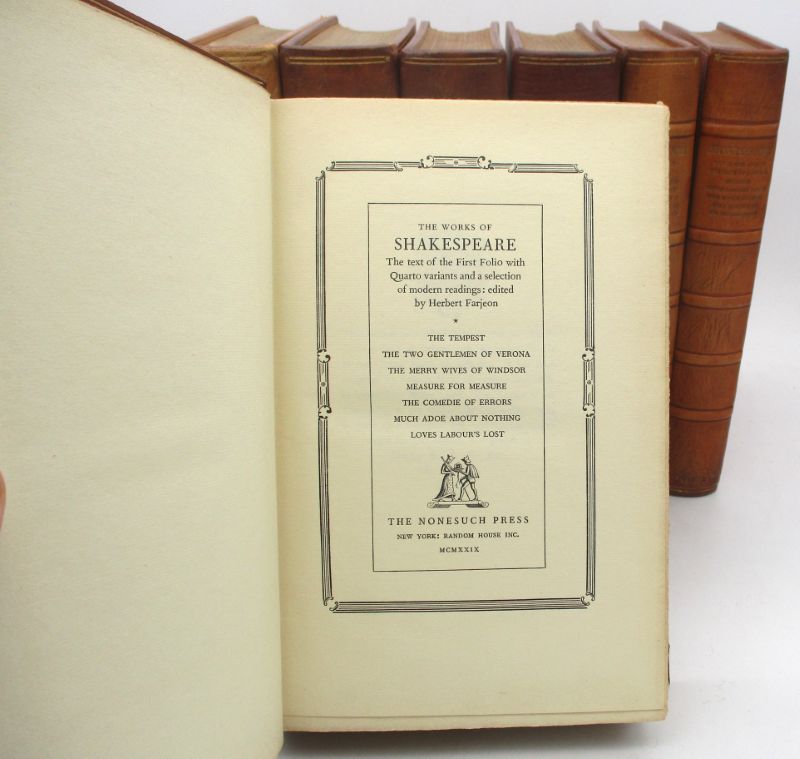 THE WORKS OF
SHAKESPEARE
The text of the First Folio with
Quarto variants and a selection
of modern readings: edited
by Herbert Farjeon
*
THE TEMPEST
THE TWO GENTLEMEN OF VERONA
THE MERRY WIVES OF WINDSOR
MEASURE FOR MEASURE
THE COMEDIE OF ERRORS
MUCH ADOE ABOUT NOTHING
LOVES LABOUR'S LOST
THE NONESUCH PRESS
NEW YORK: RANDOM HOUSE INC.
MCMXXIX